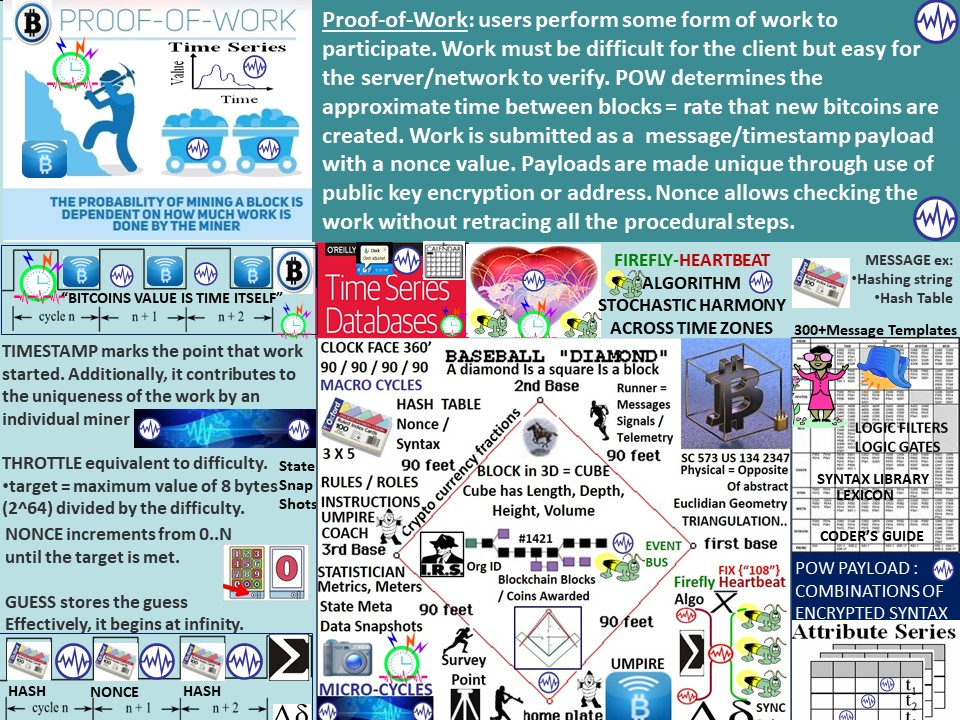 PROOF-OF-WORK
Time Series
Value
Time
THE PROBABILITY OF MINING A BLOCK IS
DEPENDENT ON HOW MUCH WORK IS
DONE BY THE MINER
Proof-of-Work: users perform some form of work to
participate. Work must be difficult for the client but easy for
the server/network to verify. POW determines the
approximate time between blocks = rate that new bitcoins are
created. Work is submitted as a message/timestamp payload
with a nonce value. Payloads are made unique through use of
public key encryption or address. Nonce allows checking the
work without retracing all the procedural steps.
"BITCOINS VALUE IS TIME ITSELF"
cycle n
n + 1
n + 2
O'REILLY
Clock
CALENDAR
Time Series
Databases
FIREFLY-HEARTBEAT
ALGORITHM
STOCHASTIC HARMONY
ACROSS TIME ZONES
MESSAGE ex:
•Hashing string
•Hash Table
300+Message Templates
TIMESTAMP marks the point that work
started. Additionally, it contributes to
the uniqueness of the work by an
individual miner
THROTTLE equivalent to difficulty.
•target = maximum value of 8 bytes
(2^64) divided by the difficulty.
State
Snap
Shots
NONCE increments from 0..N
until the target is met.
0
GUESS stores the guess
Effectively, it begins at infinity.
Σ
HASH
NONCE
HASH
cycle n
n + 1
n + 2
Δδ
CLOCK FACE 360'
90 / 90 / 90 / 90
MACRO CYCLES
BASEBALL "DIAMOND"
A diamond Is a square Is a block
2nd Base
Runner =
Messages
Signals /
Telemetry
Oxford
Index Cards
100
3 X 5
HASH TABLE
Nonce /
Syntax
90 feet
90 feet
Crypto currency fractions
BLOCK in 3D = CUBE
Cube has Length, Depth,
Height, Volume
RULES / ROLES
INSTRUCTIONS
UMPIRE
COACH
3rd Base
I.R.S.
Org ID
#1421
Blockchain Blocks
/ Coins Awarded
EVENT
BUS
first base
SC 573 US 134 2347
Physical = Opposite
Of abstract
Euclidian Geometry
TRIANGULATION..
STATISTICIAN
Metrics, Meters
State Meta
Data Snapshots
90 feet
90 feet
FIX {"108"}
Firefly Heartbeat
Algo
Σ
MICRO-CYCLES
Survey
Point
home plate
UMPIRE
Δδ
SYNC
LOGIC FILTERS
LOGIC GATES
SYNTAX LIBRARY
LEXICON
CODER'S GUIDE
POW PAYLOAD :
COMBINATIONS OF
ENCRYPTED SYNTAX
Attribute Series
t1
t2